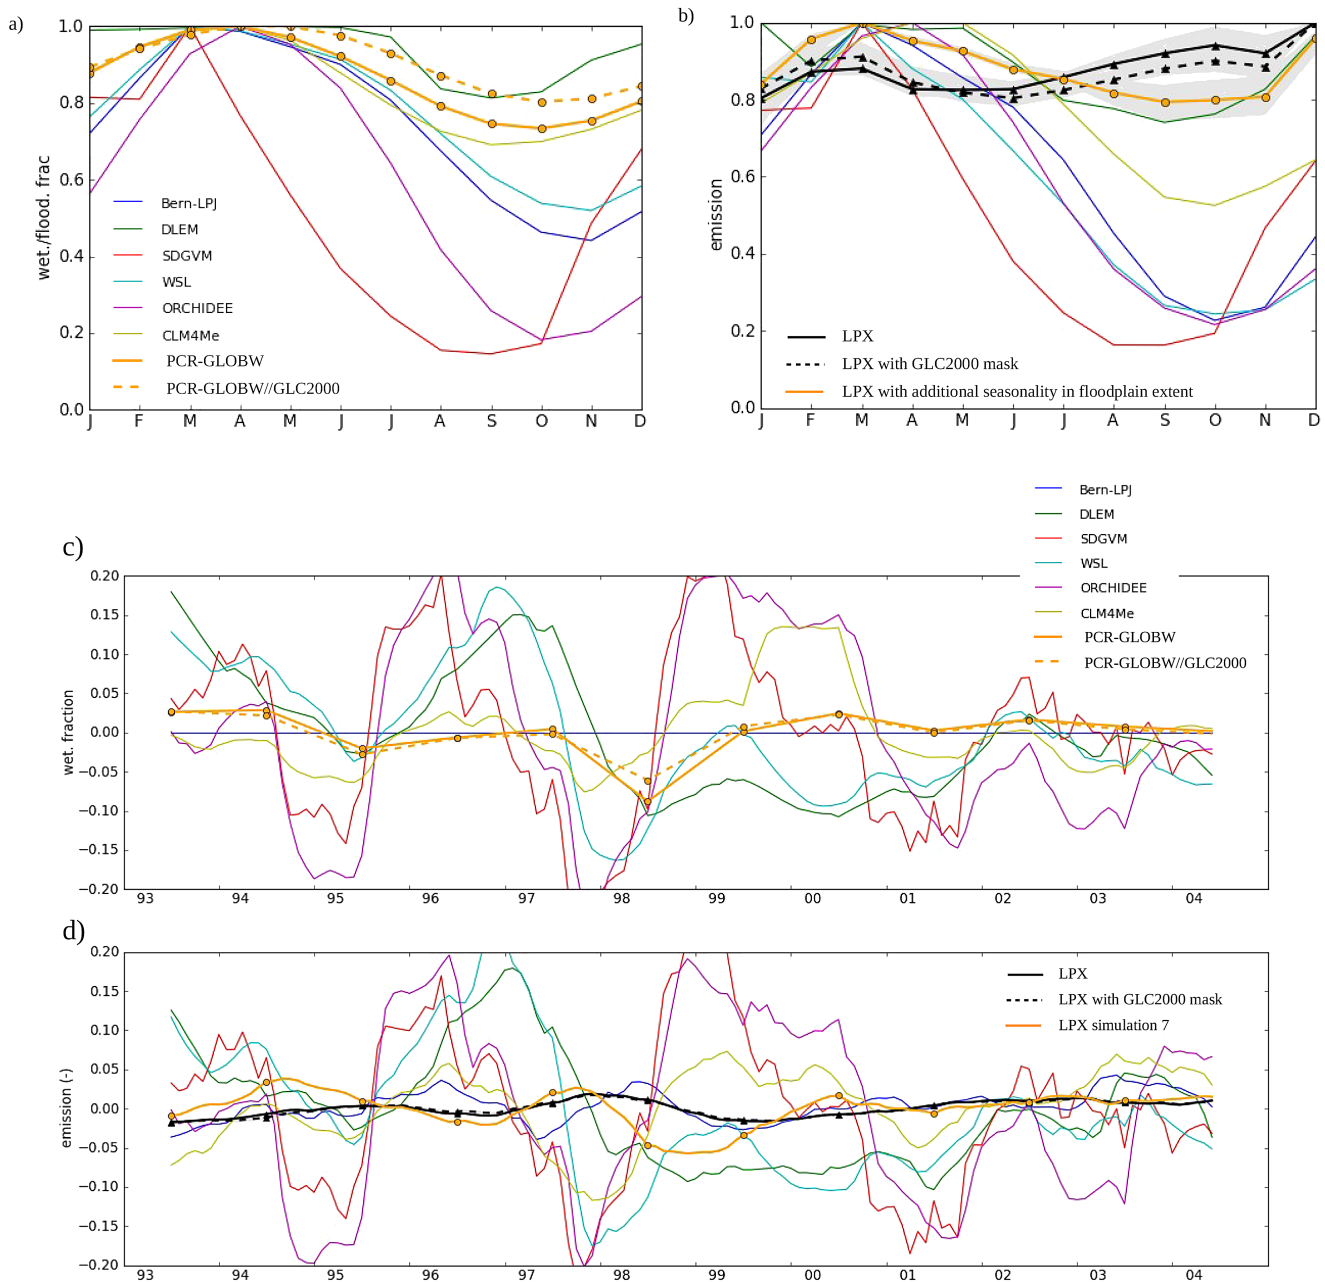 a)
1.0
0.8
0.6
0.4
0.2
0.0
wet./flood. frac
Bern-LPJ
DLEM
SDGVM
WSL
ORCHIDEE
CLM4Me
PCR-GLOBW
PCR-GLOBW//GLC2000
J F M A M J J A S O N D
b)
1.0
0.8
0.6
0.4
0.2
0.0
emission
LPX
LPX with GLC2000 mask
LPX with additional seasonality in floodplain extent
J F M A M J J A S O N D
Bern-LPJ
DLEM
SDGVM
WSL
ORCHIDEE
CLM4Me
PCR-GLOBW
PCR-GLOBW//GLC2000
c)
0.20
0.15
0.10
0.05
0.00
−0.05
−0.10
−0.15
−0.20
wet. fraction
93 94 95 96 97 98 99 00 01 02 03 04
d)
0.20
0.15
0.10
0.05
0.00
−0.05
−0.10
−0.15
−0.20
emission (-)
LPX
LPX with GLC2000 mask
LPX simulation 7
93 94 95 96 97 98 99 00 01 02 03 04